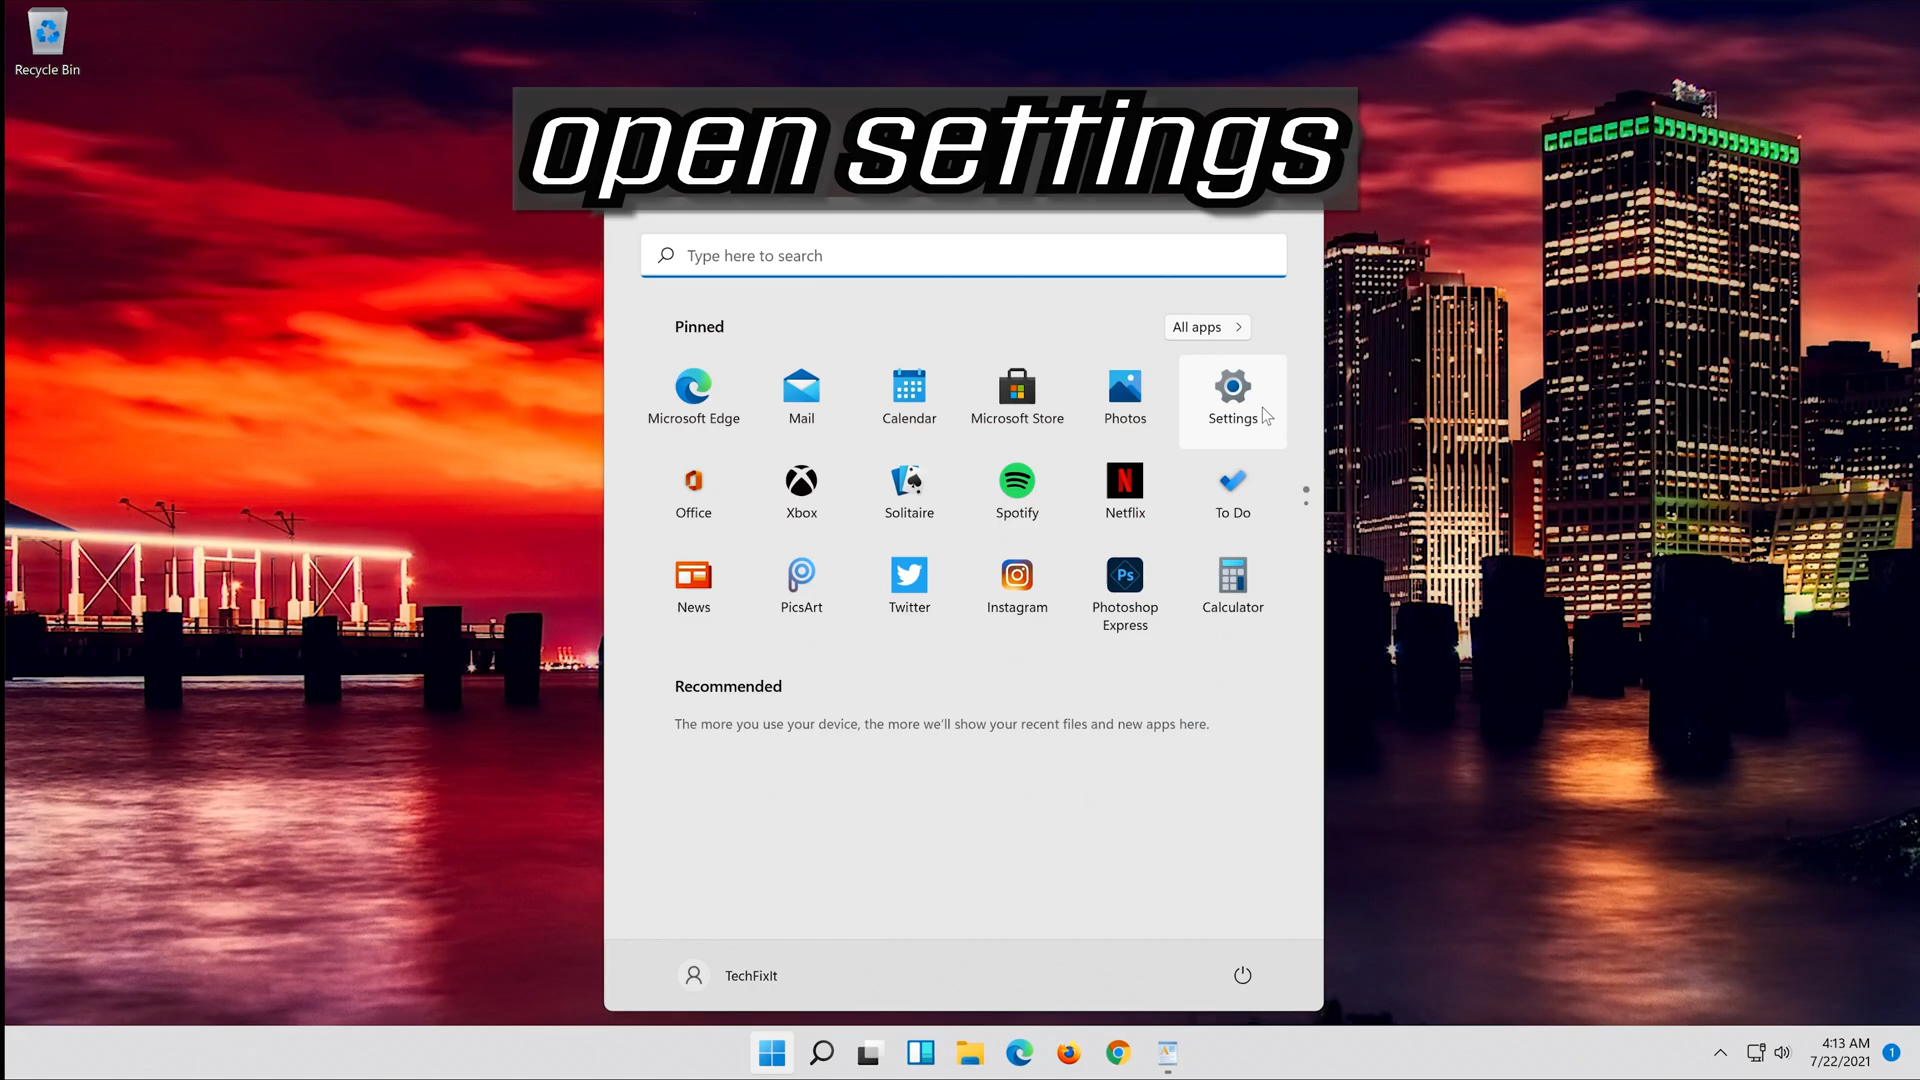 Recycle Bin
open settings
Type here to search
Pinned
All apps
Microsoft Edge
Mail
Calendar
Microsoft Store
Photos
Settings
Office
Xbox
Solitaire
Spotify
Netflix
To Do
News
PicsArt
Twitter
Instagram
Ps
Photoshop
Express
Calculator
Recommended
The more you use your device, the more we'll show your recent files and new apps here.
TechFixIt
4:13 AM
7/22/2021
1